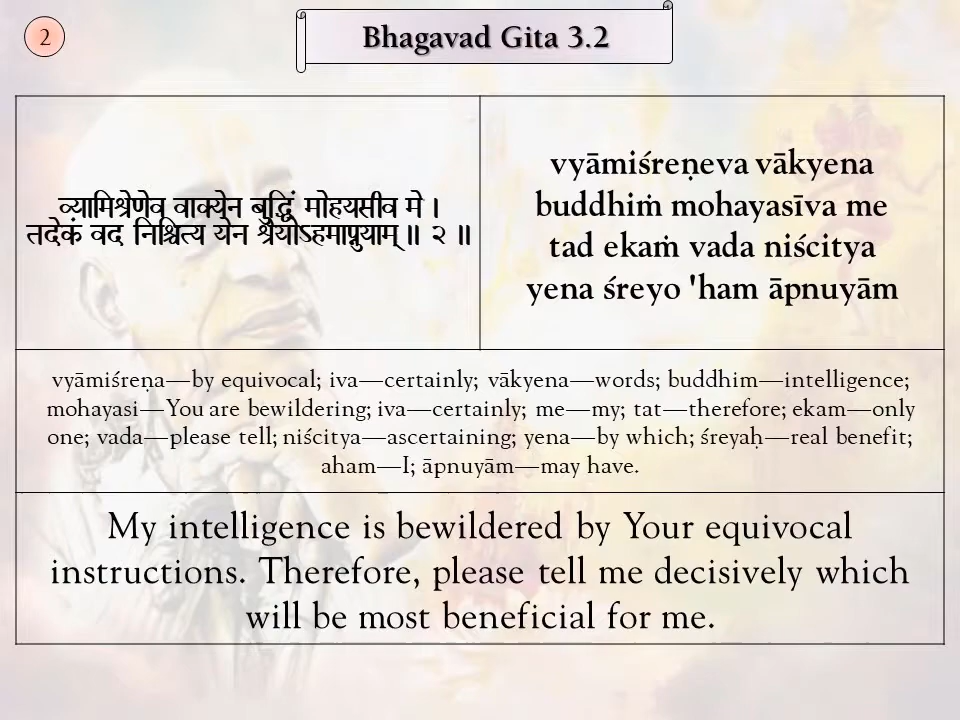 2
Bhagavad Gita 3.2
व्यामिश्रेणेव वाक्येन बुद्धिं मोहयसीव मे ।
तदेकं वद निश्चित्य येन श्रेयोऽहमाप्नुयाम् ॥ २ ॥
vyāmiśreṇeva vākyena
buddhiṁ mohayasīva me
tad ekaṁ vada niścitya
yena śreyo 'ham āpnuyām
vyāmiśreṇa—by equivocal; iva—certainly; vākyena—words; buddhim—intelligence;
mohayasi—You are bewildering; iva—certainly; me—my; tat—therefore; ekam—only
one; vada—please tell; niścitya—ascertaining; yena—by which; śreyaḥ—real benefit;
aham—I; āpnuyām—may have.
My intelligence is bewildered by Your equivocal
instructions. Therefore, please tell me decisively which
will be most beneficial for me.